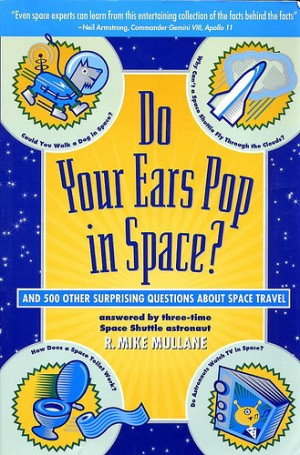 "Even space experts can learn from this entertaining collection of the facts behind the facts"
—Neil Armstrong, Commander Gemini VIII, Apollo 11
Could You Walk a Dog in Space?
Why Can't a Space Shuttle Fly Through the Clouds?
Do
Your Ears Pop
in Space?
AND 500 OTHER SURPRISING QUESTIONS ABOUT SPACE TRAVEL
answered by three-time
Space Shuttle astronaut
R. MIKE MULLANE
How Does a Space Toilet Work?
Do Astronauts Watch TV in Space?